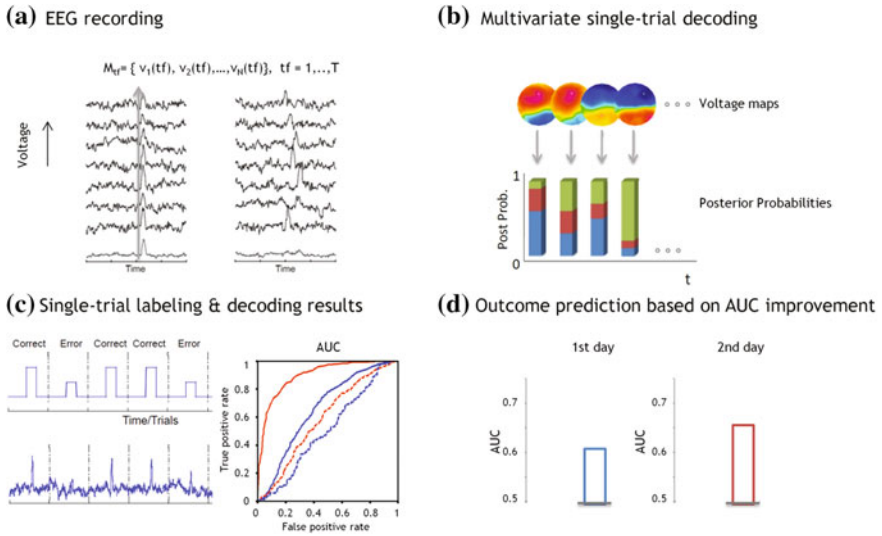 (a) EEG recording
M_tf = { v_1(tf), v_2(tf),…,v_N(tf)}, tf = 1,..,T
Voltage
Time
Time
(b) Multivariate single-trial decoding
Voltage maps
1
Post Prob.
Posterior Probabilities
0
t
(c) Single-trial labeling & decoding results
Correct Error Correct Correct Error
Time/Trials
AUC
True positive rate
1
0.8
0.6
0.4
0.2
0
0 0.2 0.4 0.6 0.8 1
False positive rate
(d) Outcome prediction based on AUC improvement
1st day
AUC
0.7
0.6
0.5
2nd day
AUC
0.7
0.6
0.5